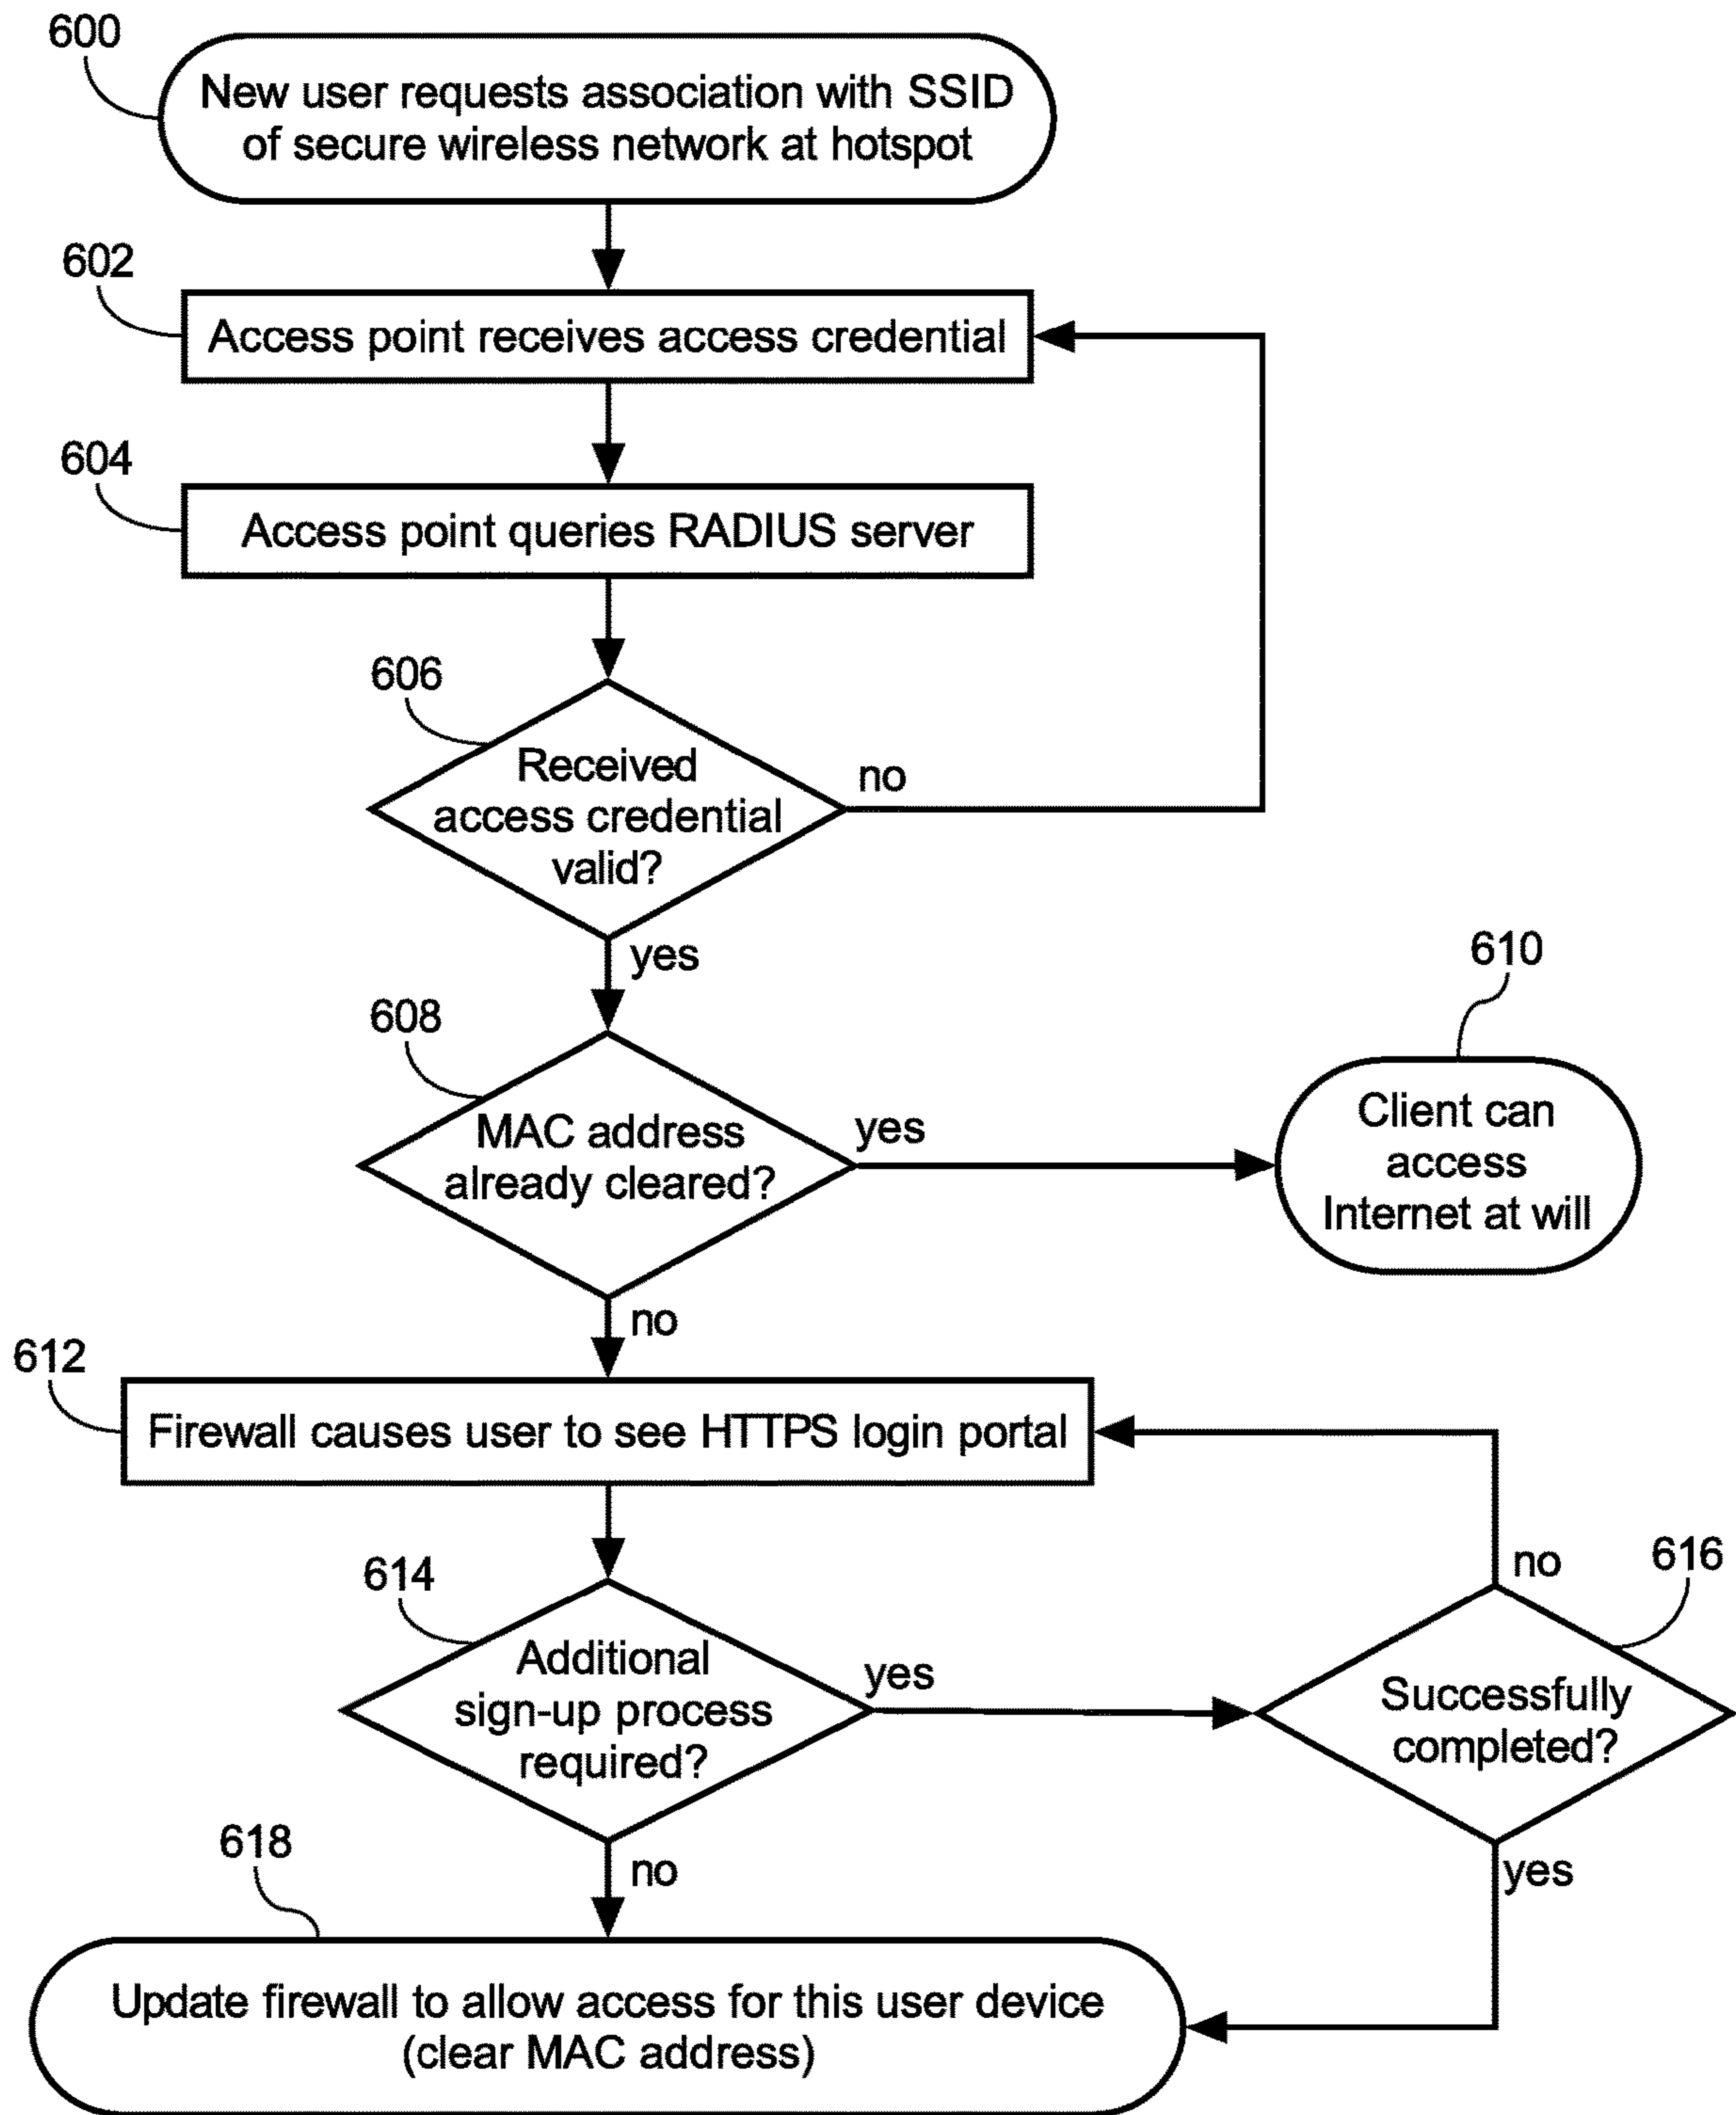 600
New user requests association with SSID
of secure wireless network at hotspot
602
Access point receives access credential
604
Access point queries RADIUS server
606
Received
access credential
valid?
no
yes
608
MAC address
already cleared?
yes
610
Client can
access
Internet at will
no
612
Firewall causes user to see HTTPS login portal
614
Additional
sign-up process
required?
yes
no
616
Successfully
completed?
no
yes
618
Update firewall to allow access for this user device
(clear MAC address)